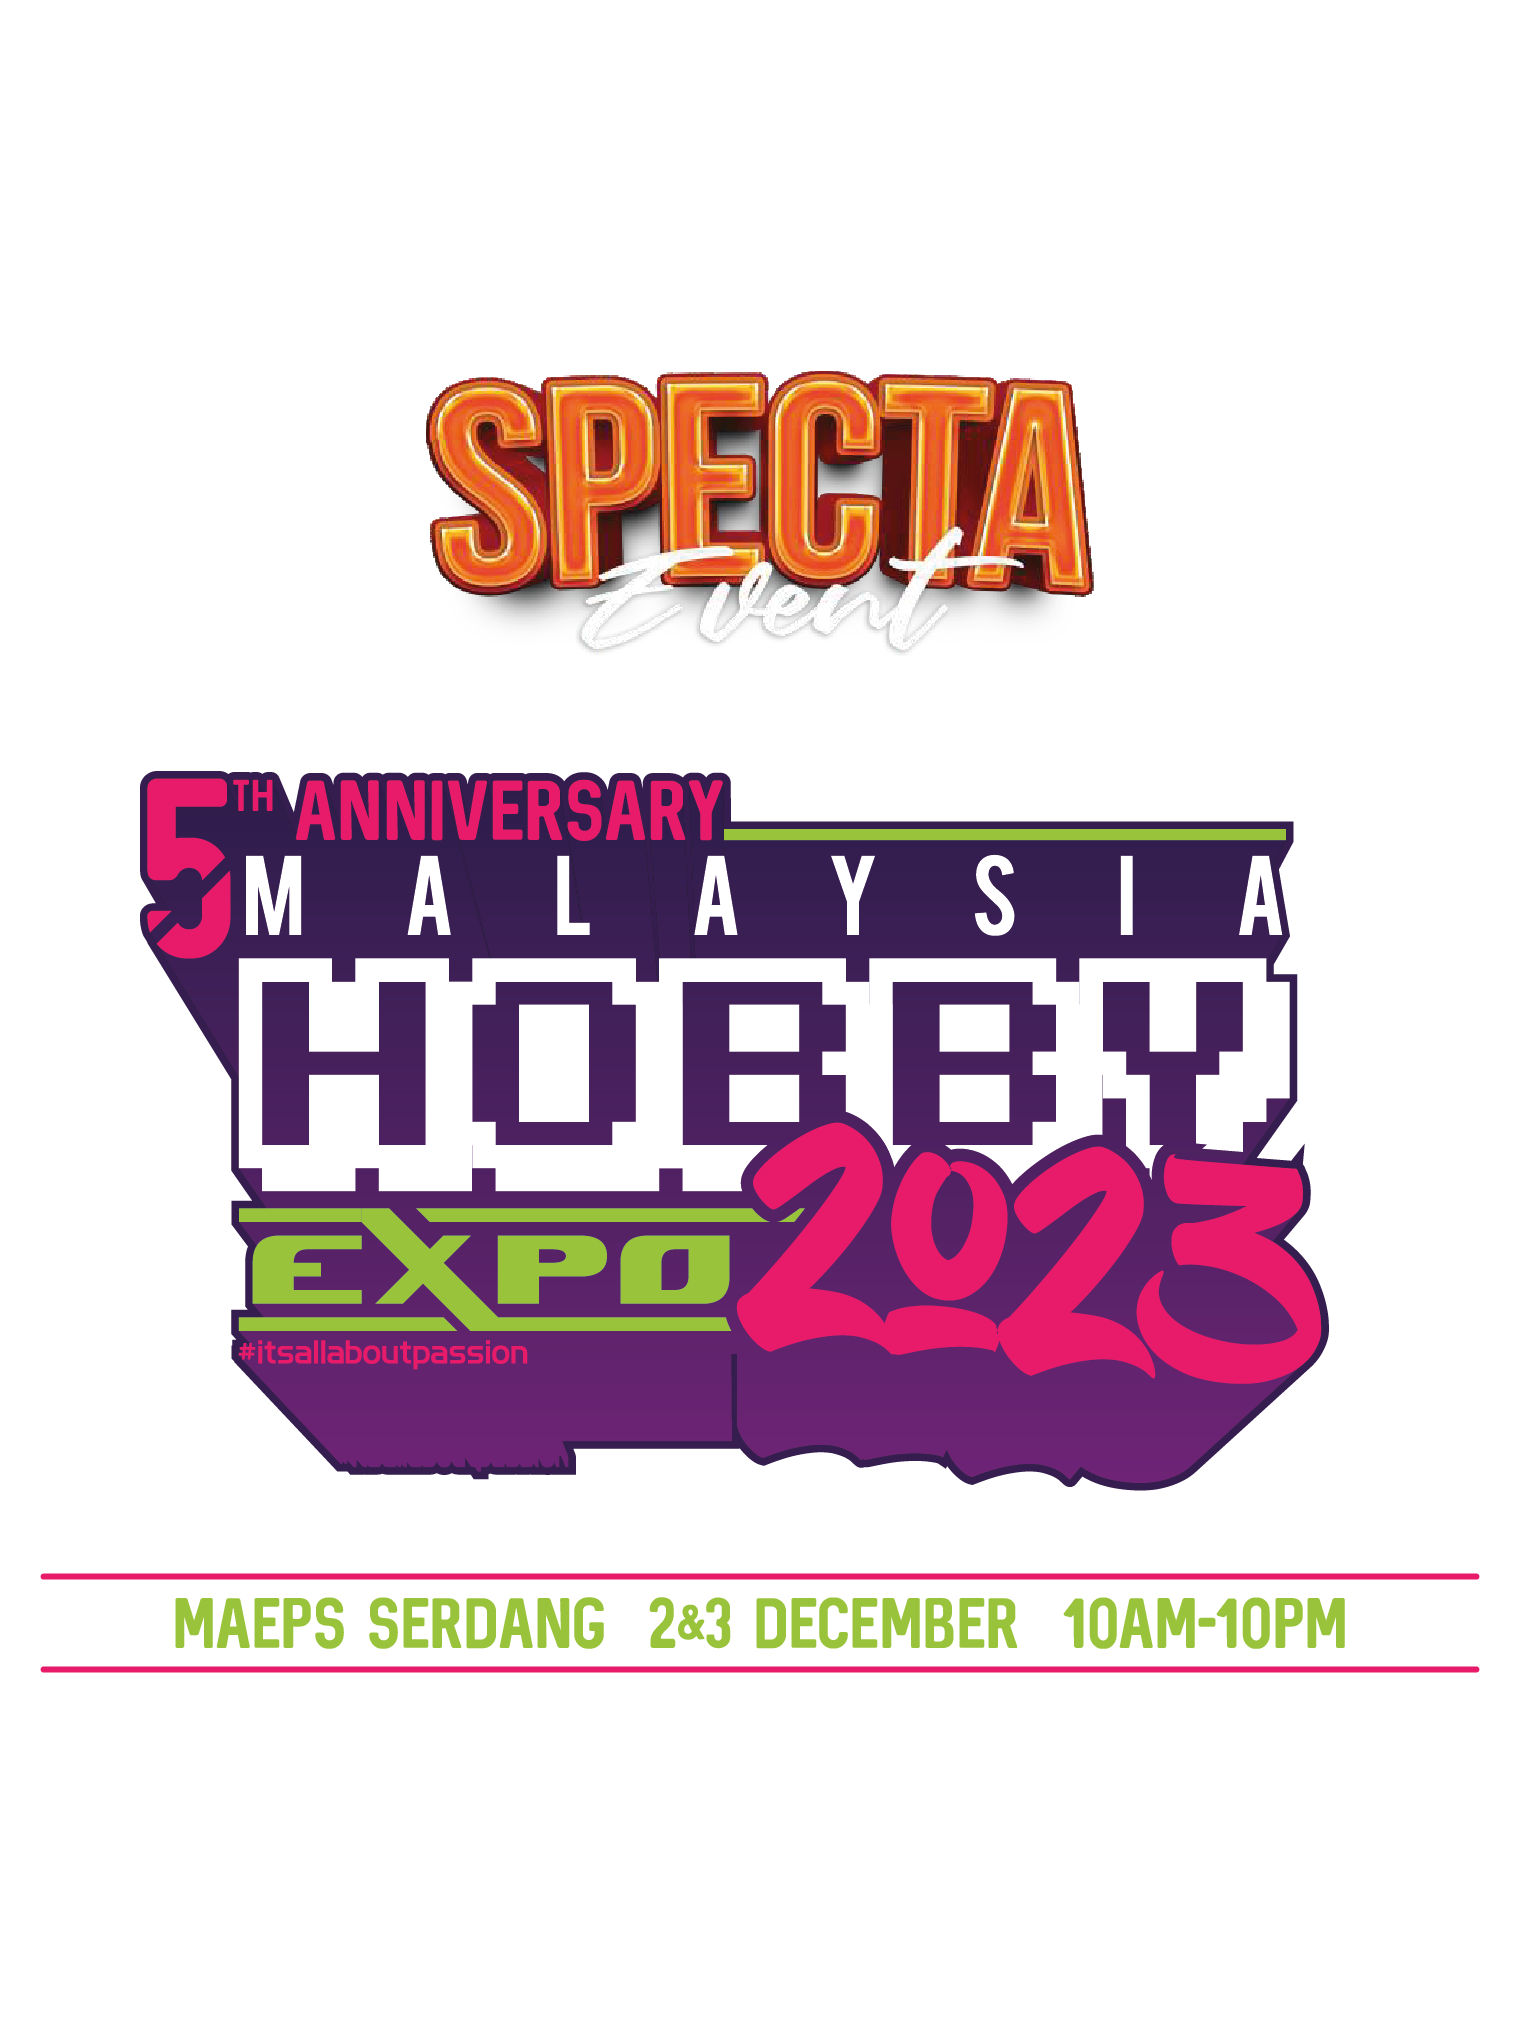 SPECTA
Event
5TH ANNIVERSARY
MALAYSIA
HOBBY
EXPO 2023
#itsallaboutpassion
MAEPS SERDANG 2&3 DECEMBER 10AM-10PM